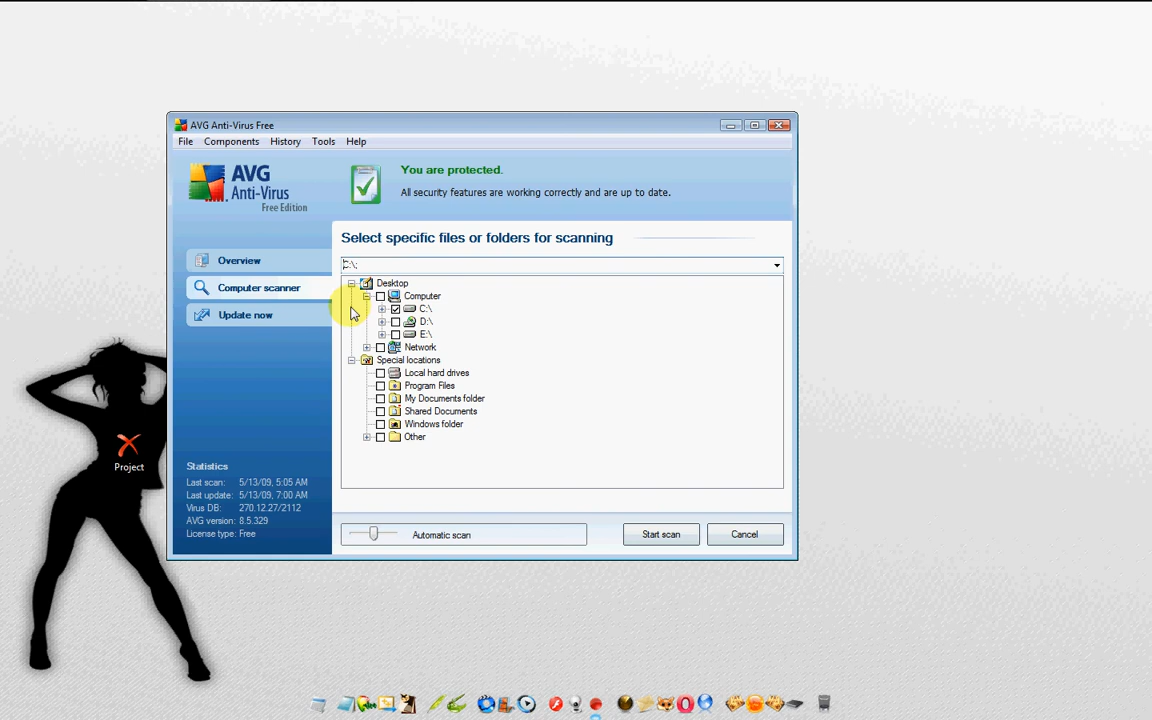 AVG Anti-Virus Free
File Components History Tools Help
AVG
Anti-Virus
Free Edition
You are protected.
All security features are working correctly and are up to date.
Overview
Computer scanner
Update now
Select specific files or folders for scanning
C:\;
Desktop
Computer
C:\
D:\
E:\
Network
Special locations
Local hard drives
Program Files
My Documents folder
Shared Documents
Windows folder
Other
Project
Statistics
Last scan: 5/13/09, 5:05 AM
Last update: 5/13/09, 7:00 AM
Virus DB: 270.12.27/2112
AVG version: 8.5.329
License type: Free
Automatic scan
Start scan
Cancel